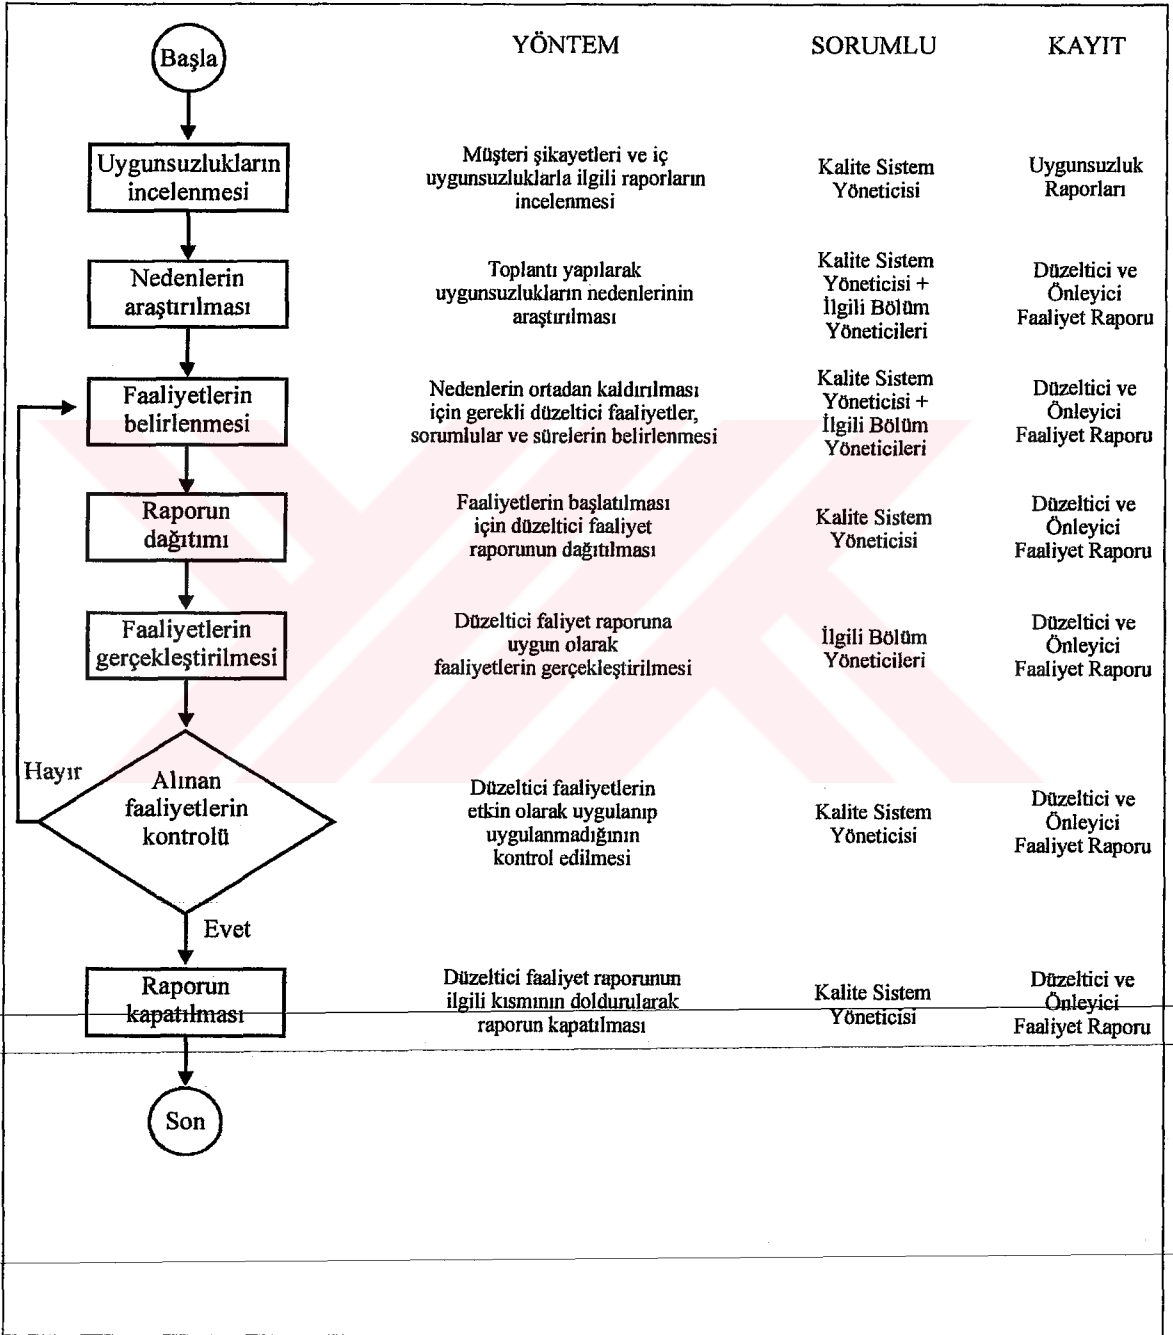 Başla
YÖNTEM
SORUMLU
KAYIT
Uygunsuzlukların
incelenmesi
Müşteri şikayetleri ve iç
uygunsuzluklarla ilgili raporların
incelenmesi
Kalite Sistem
Yöneticisi
Uygunsuzluk
Raporları
Nedenlerin
araştırılması
Toplantı yapılarak
uygunsuzlukların nedenlerinin
araştırılması
Kalite Sistem
Yöneticisi +
İlgili Bölüm
Yöneticileri
Düzeltici ve
Önleyici
Faaliyet Raporu
Faaliyetlerin
belirlenmesi
Nedenlerin ortadan kaldırılması
için gerekli düzeltici faaliyetler,
sorumlular ve sürelerin belirlenmesi
Kalite Sistem
Yöneticisi +
İlgili Bölüm
Yöneticileri
Düzeltici ve
Önleyici
Faaliyet Raporu
Raporun
dağıtımı
Faaliyetlerin başlatılması
için düzeltici faaliyet
raporunun dağıtılması
Kalite Sistem
Yöneticisi
Düzeltici ve
Önleyici
Faaliyet Raporu
Faaliyetlerin
gerçekleştirilmesi
Düzeltici faliyet raporuna
uygun olarak
faaliyetlerin gerçekleştirilmesi
İlgili Bölüm
Yöneticileri
Düzeltici ve
Önleyici
Faaliyet Raporu
Hayır
Alınan
faaliyetlerin
kontrolü
Düzeltici faaliyetlerin
etkin olarak uygulanıp
uygulanmadığının
kontrol edilmesi
Kalite Sistem
Yöneticisi
Düzeltici ve
Önleyici
Faaliyet Raporu
Evet
Raporun
kapatılması
Düzeltici faaliyet raporunun
ilgili kısmının doldurularak
raporun kapatılması
Kalite Sistem
Yöneticisi
Düzeltici ve
Önleyici
Faaliyet Raporu
Son